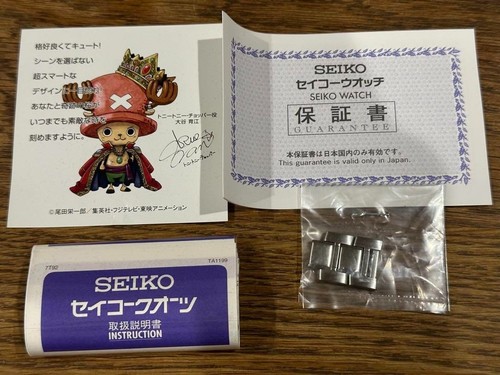 格好良くてキュート!
シーンを選ばない
超スマートな
デザインに
あなたと奇
いつまでも素敵な時を
刻めますように。
トニートニー・チョッパー役
大谷 育江
©尾田栄一郎/集英社・フジテレビ・東映アニメーション
SEIKO
セイコーウオッチ
SEIKO WATCH
保証書
GUARANTEE
本保証書は日本国内のみ有効です。
This guarantee is valid only in Japan.
7T92
TA1199
SEIKO
セイコークオーツ
取扱説明書
INSTRUCTION